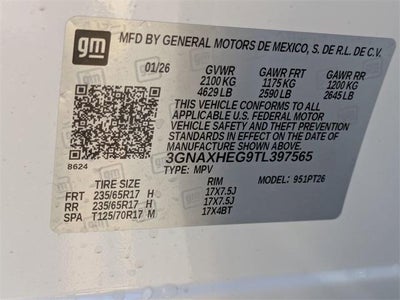 gm MFD BY GENERAL MOTORS DE MEXICO, S. DE R.L. DE C.V.
01/26 GVWR GAWR FRT GAWR RR
2100 KG 1175 KG 1200 KG
4629 LB 2590 LB 2645 LB
THIS VEHICLE CONFORMS TO ALL
APPLICABLE U.S. FEDERAL MOTOR
VEHICLE SAFETY STANDARDS IN
EFFECT ON THE DATE OF
MANUFACTURE SHOWN ABOVE.
3GNAXHEG9TL397565
8624 TYPE: MPV
TIRE SIZE RIM MODEL: 951PT26
FRT 235/65R17 H 17X7.5J
RR 235/65R17 H 17X7.5J
SPA T125/70R17 M 17X4BT